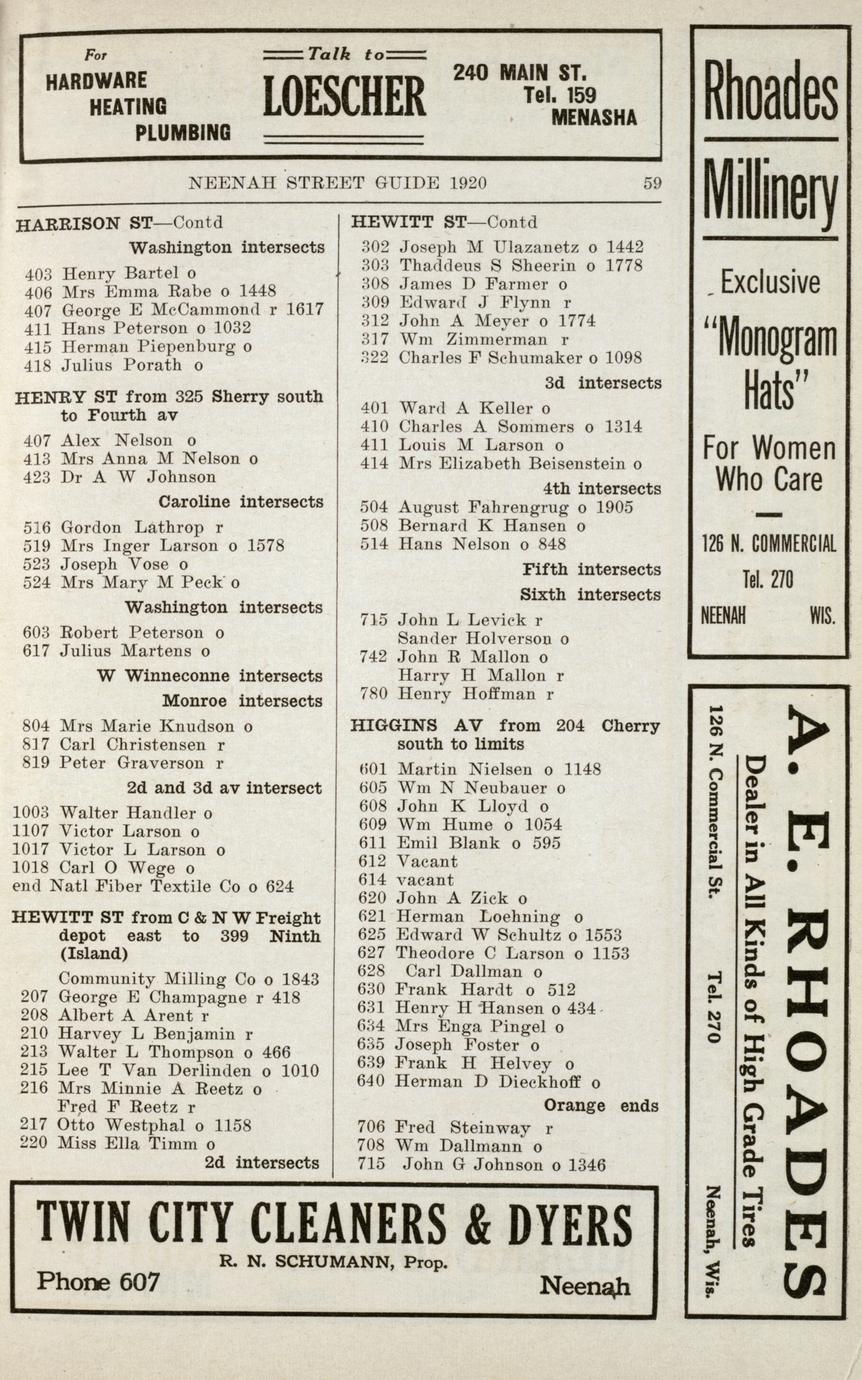 For
HARDWARE
HEATING
PLUMBING
Talk to
LOESCHER
240 MAIN ST.
Tel. 159
MENASHA
NEENAH STREET GUIDE 1920 59
HARRISON ST—Contd
Washington intersects
403 Henry Bartel o
406 Mrs Emma Rabe o 1448
407 George E McCammond r 1617
411 Hans Peterson o 1032
415 Herman Piepenburg o
418 Julius Porath o
HENRY ST from 325 Sherry south
to Fourth av
407 Alex Nelson o
413 Mrs Anna M Nelson o
423 Dr A W Johnson
Caroline intersects
516 Gordon Lathrop r
519 Mrs Inger Larson o 1578
523 Joseph Vose o
524 Mrs Mary M Peck o
Washington intersects
603 Robert Peterson o
617 Julius Martens o
W Winneconne intersects
Monroe intersects
804 Mrs Marie Knudson o
817 Carl Christensen r
819 Peter Graverson r
2d and 3d av intersect
1003 Walter Handler o
1107 Victor Larson o
1017 Victor L Larson o
1018 Carl O Wege o
end Natl Fiber Textile Co o 624
HEWITT ST from C & N W Freight
depot east to 399 Ninth
(Island)
Community Milling Co o 1843
207 George E Champagne r 418
208 Albert A Arent r
210 Harvey L Benjamin r
213 Walter L Thompson o 466
215 Lee T Van Derlinden o 1010
216 Mrs Minnie A Reetz o
Fred F Reetz r
217 Otto Westphal o 1158
220 Miss Ella Timm o
2d intersects
HEWITT ST—Contd
302 Joseph M Ulazanetz o 1442
303 Thaddeus S Sheerin o 1778
308 James D Farmer o
309 Edward J Flynn r
312 John A Meyer o 1774
317 Wm Zimmerman r
322 Charles F Schumaker o 1098
3d intersects
401 Ward A Keller o
410 Charles A Sommers o 1314
411 Louis M Larson o
414 Mrs Elizabeth Beisenstein o
4th intersects
504 August Fahrengrug o 1905
508 Bernard K Hansen o
514 Hans Nelson o 848
Fifth intersects
Sixth intersects
715 John L Levick r
Sander Holverson o
742 John R Mallon o
Harry H Mallon r
780 Henry Hoffman r
HIGGINS AV from 204 Cherry
south to limits
601 Martin Nielsen o 1148
605 Wm N Neubauer o
608 John K Lloyd o
609 Wm Hume o 1054
611 Emil Blank o 595
612 Vacant
614 vacant
620 John A Zick o
621 Herman Loehning o
625 Edward W Schultz o 1553
627 Theodore C Larson o 1153
628 Carl Dallman o
630 Frank Hardt o 512
631 Henry H Hansen o 434
634 Mrs Enga Pingel o
635 Joseph Foster o
639 Frank H Helvey o
640 Herman D Dieckhoff o
Orange ends
706 Fred Steinway r
708 Wm Dallmann o
715 John G Johnson o 1346
TWIN CITY CLEANERS & DYERS
R. N. SCHUMANN, Prop.
Phone 607 Neenah
Rhoades
Millinery
Exclusive
"Monogram
Hats"
For Women
Who Care
126 N. COMMERCIAL
Tel. 270
NEENAH WIS.
A. E. RHOADES
Dealer in All Kinds of High Grade Tires
126 N. Commercial St. Tel. 270 Neenah, Wis.